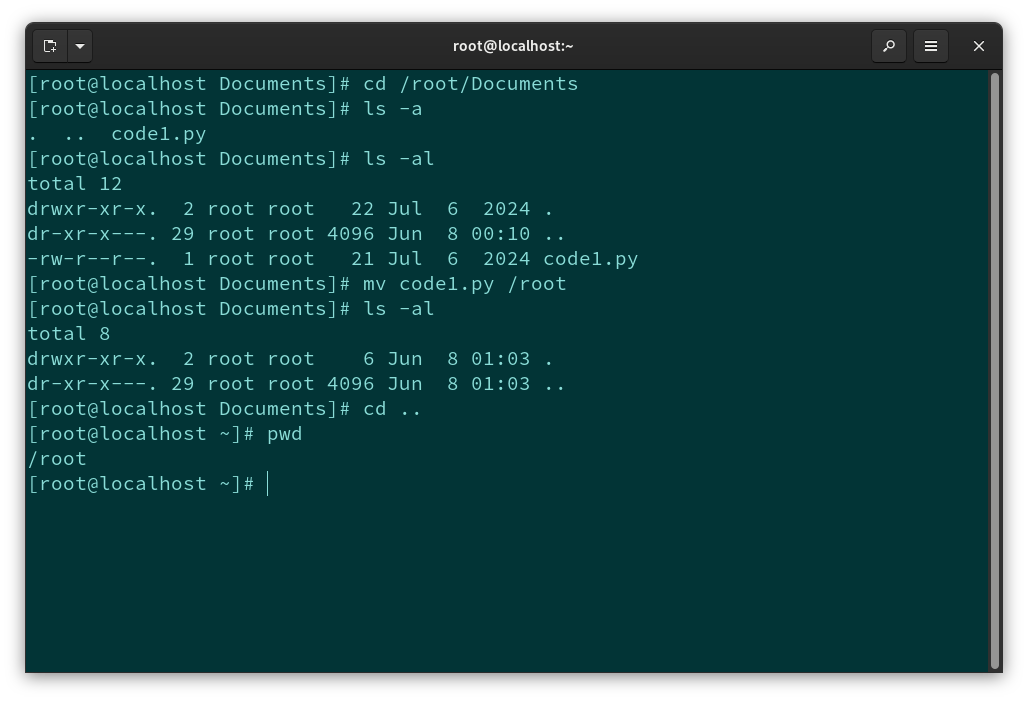 root@localhost:~
[root@localhost Documents]# cd /root/Documents
[root@localhost Documents]# ls -a
.  ..  code1.py
[root@localhost Documents]# ls -al
total 12
drwxr-xr-x.  2 root root   22 Jul  6  2024 .
dr-xr-x---. 29 root root 4096 Jun  8 00:10 ..
-rw-r--r--.  1 root root   21 Jul  6  2024 code1.py
[root@localhost Documents]# mv code1.py /root
[root@localhost Documents]# ls -al
total 8
drwxr-xr-x.  2 root root    6 Jun  8 01:03 .
dr-xr-x---. 29 root root 4096 Jun  8 01:03 ..
[root@localhost Documents]# cd ..
[root@localhost ~]# pwd
/root
[root@localhost ~]#